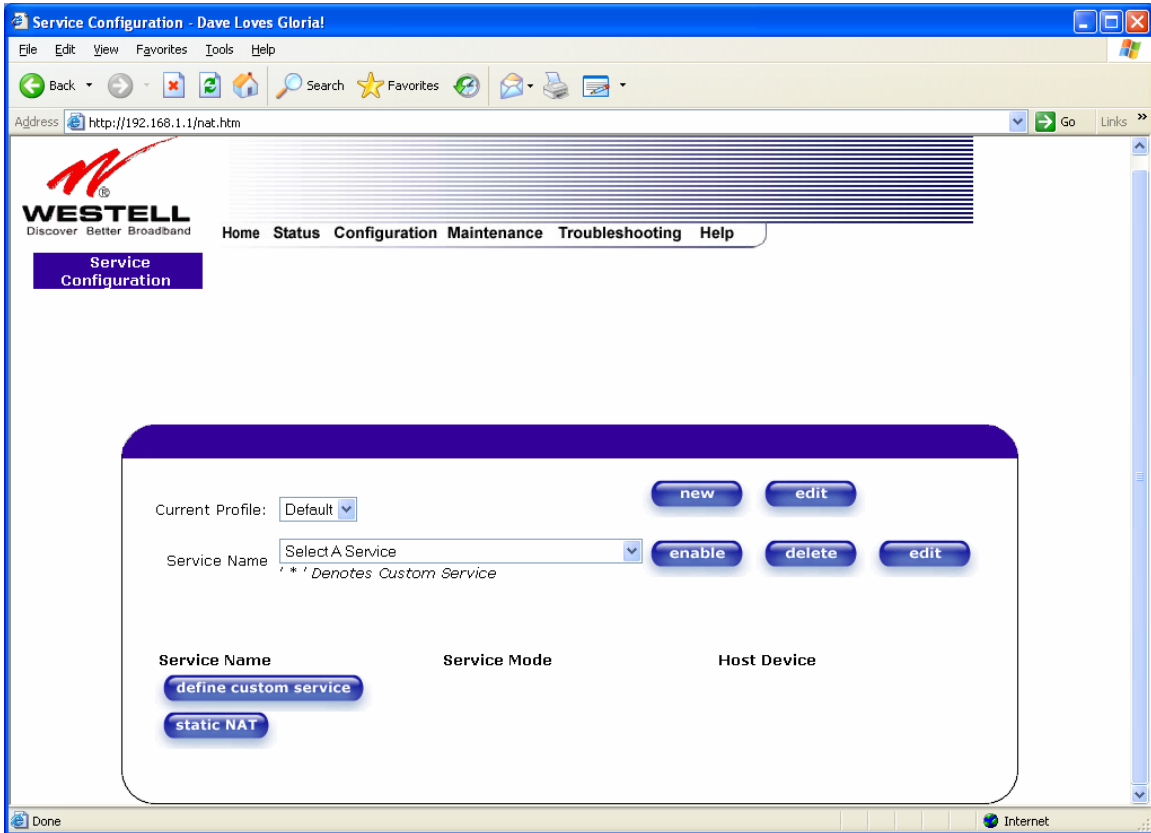 Service Configuration - Dave Loves Gloria!
File Edit View Favorites Tools Help
Back Search Favorites
Address http://192.168.1.1/nat.htm Go Links »
®
WESTELL
Discover Better Broadband
Home Status Configuration Maintenance Troubleshooting Help
Service
Configuration
new edit
Current Profile: Default
Service Name Select A Service enable delete edit
' * ' Denotes Custom Service
Service Name Service Mode Host Device
define custom service
static NAT
Done Internet